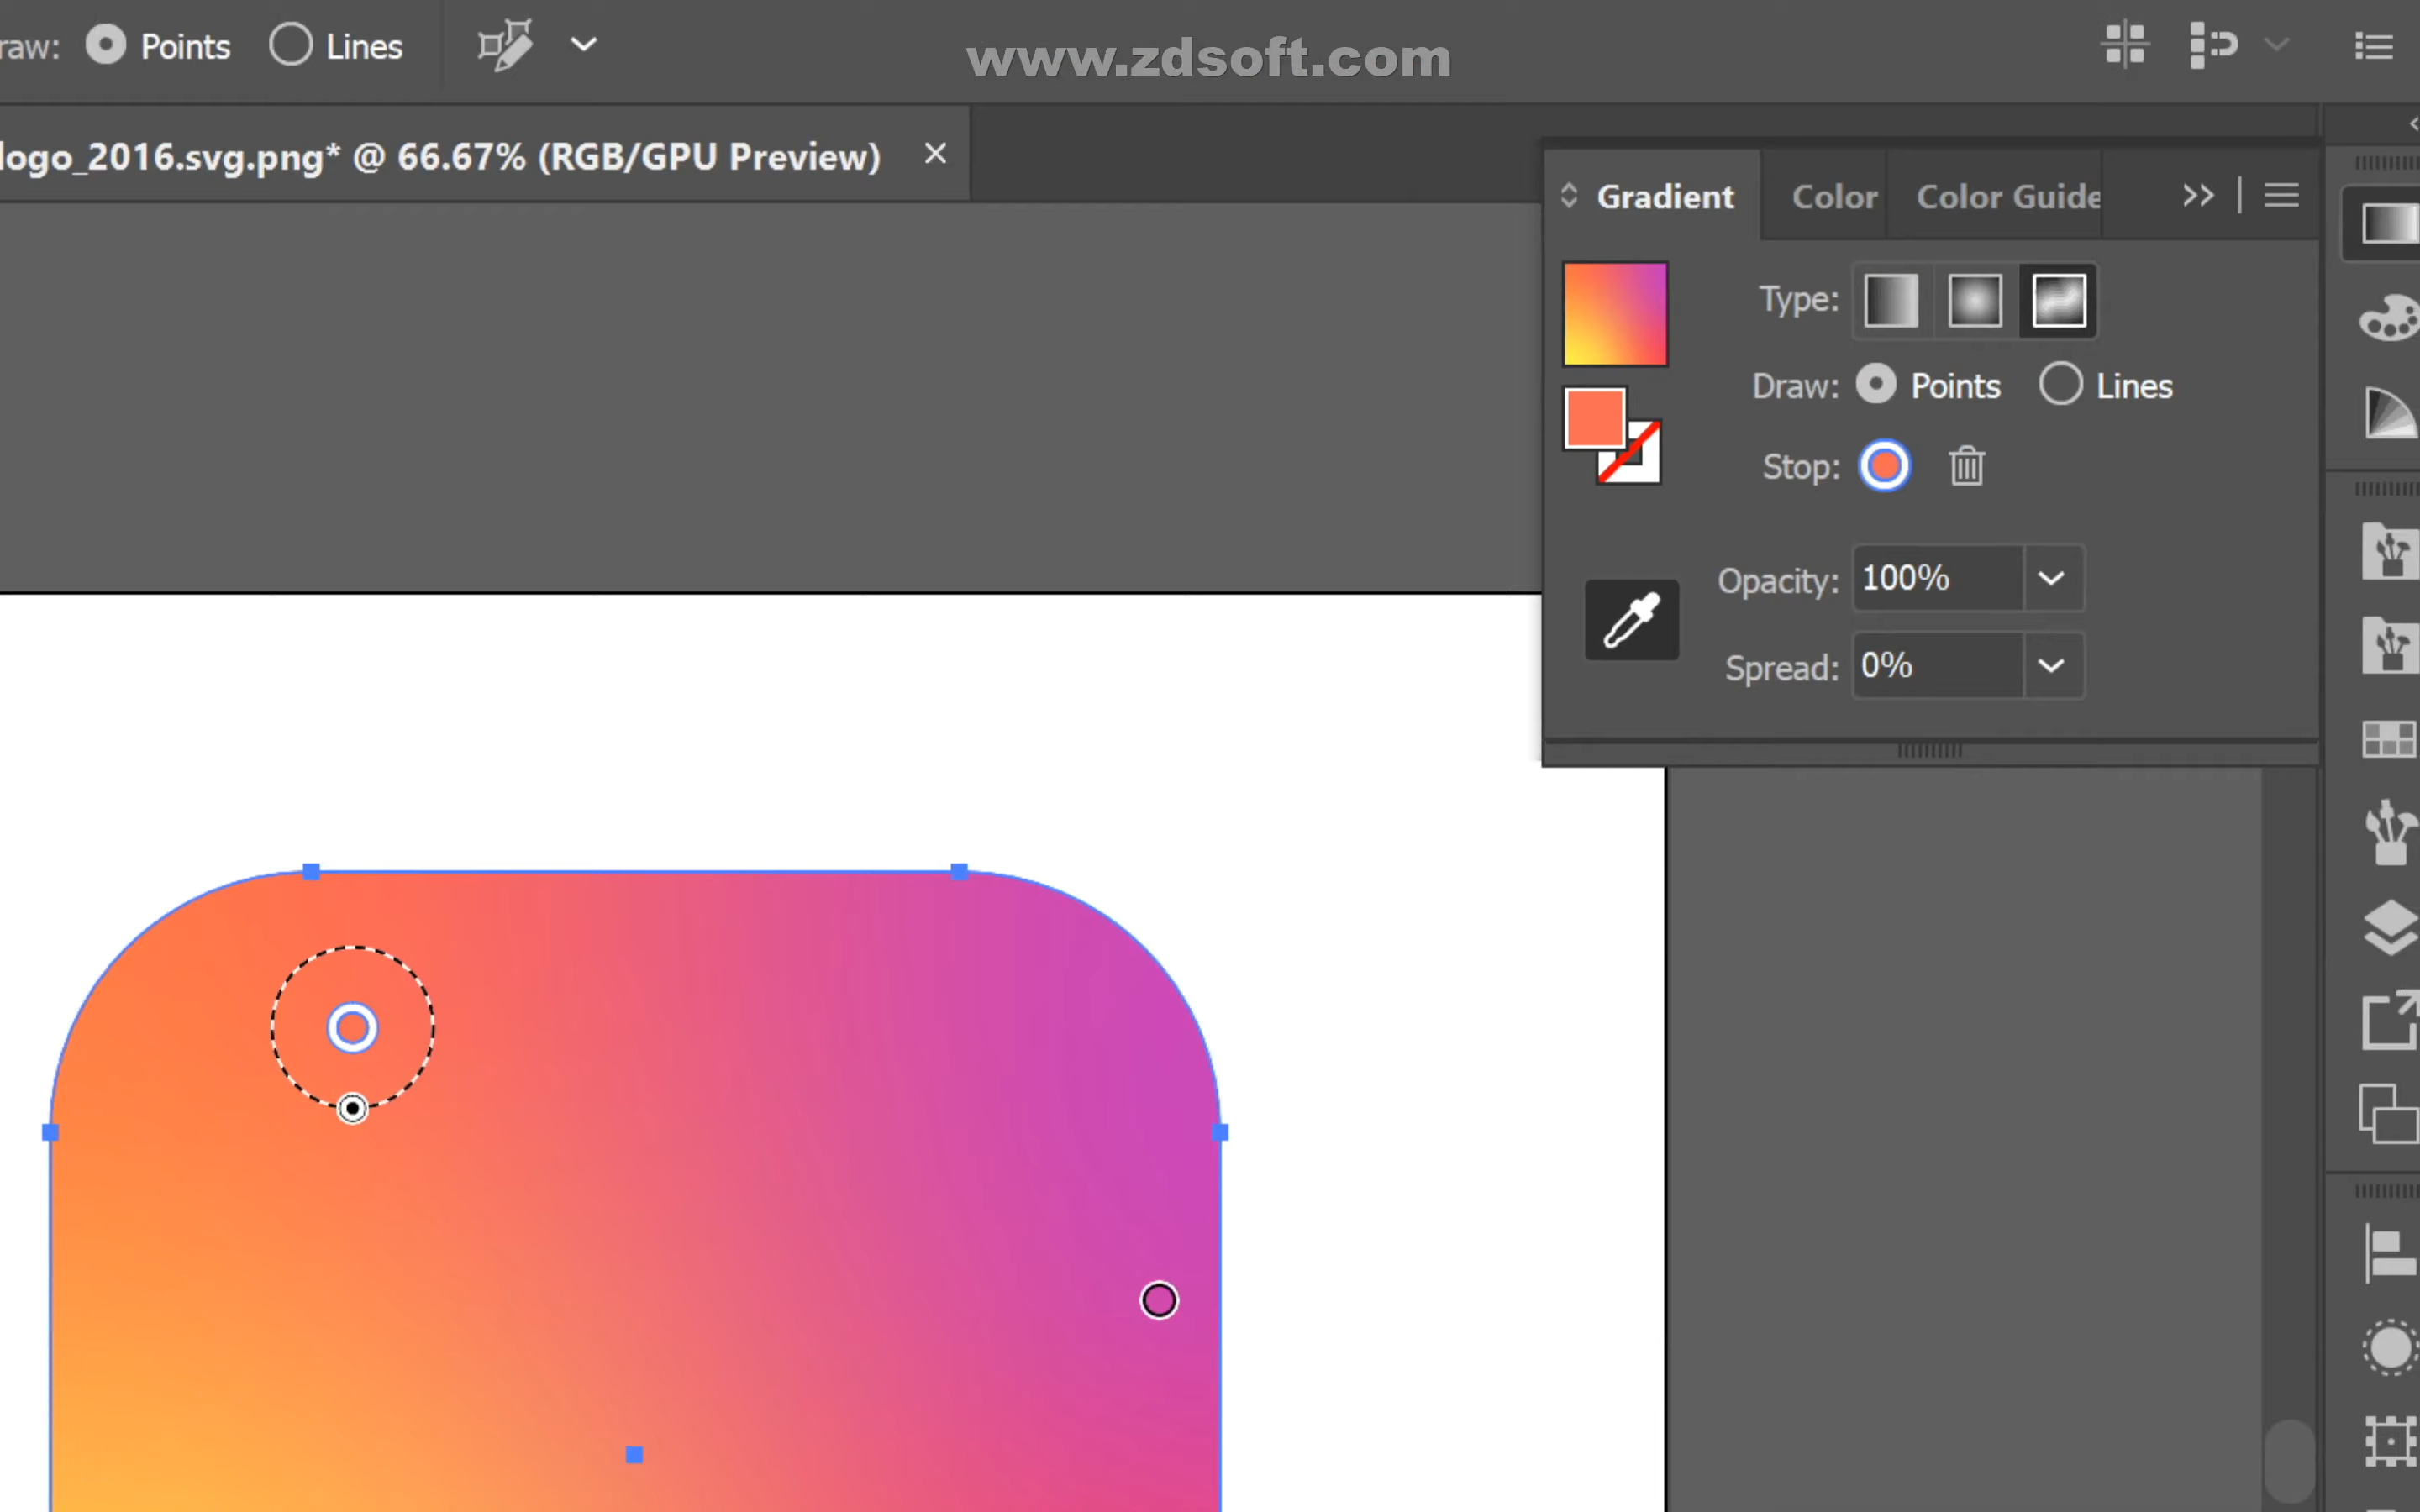 raw: Points Lines
www.zdsoft.com
logo_2016.svg.png* @ 66.67% (RGB/GPU Preview)
Gradient Color Color Guide
Type:
Draw: Points Lines
Stop:
Opacity: 100%
Spread: 0%